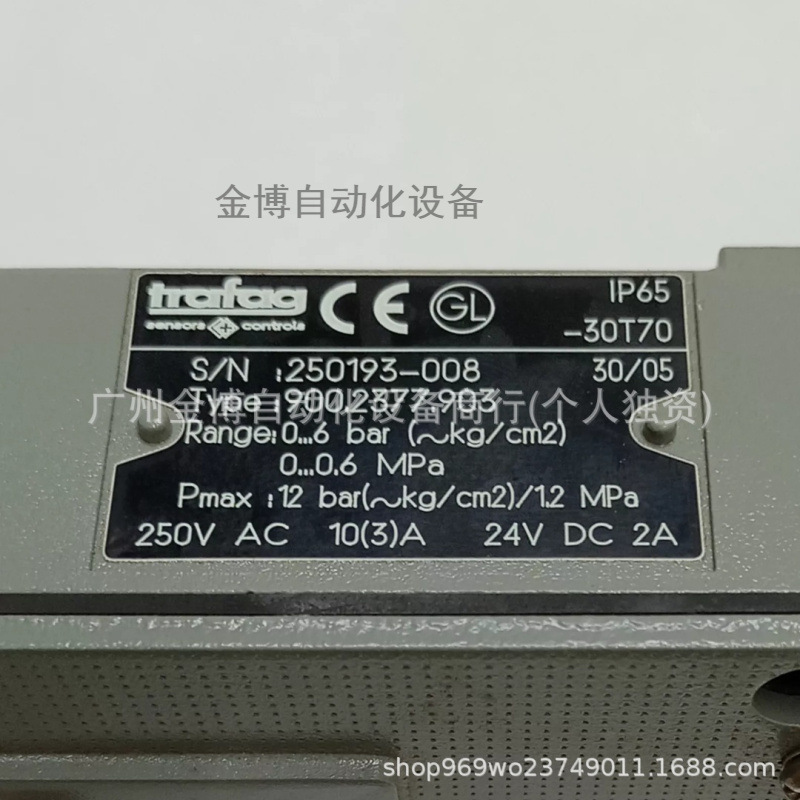 金博自动化设备
trafag
sensors controls
CE
GL
IP65
-30T70
S/N :250193-008 30/05
广州金博自动化设备商行(个人独资)
Type
Range:0...6 bar (~kg/cm2)
0...0.6 MPa
Pmax :12 bar(~kg/cm2)/1.2 MPa
250V AC 10(3)A 24V DC 2A
shop969wo23749011.1688.com